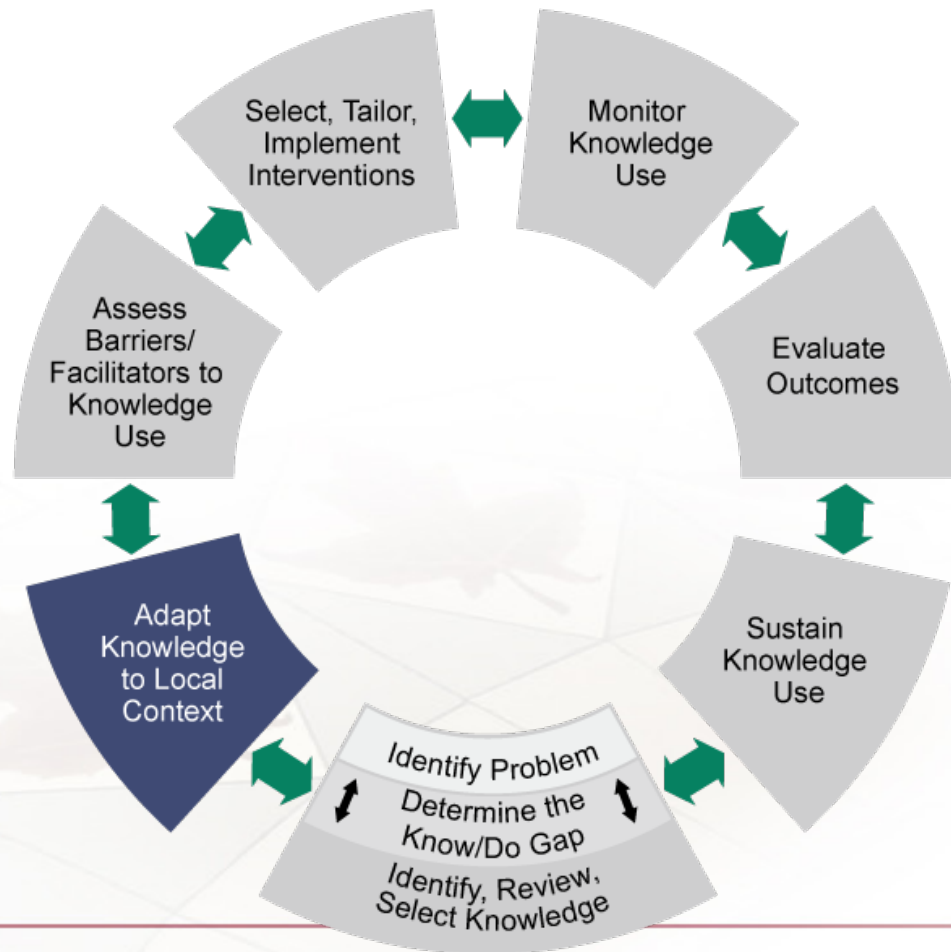 Select, Tailor,
Implement
Interventions
Monitor
Knowledge
Use
Assess
Barriers/
Facilitators to
Knowledge
Use
Evaluate
Outcomes
Adapt
Knowledge
to Local
Context
Sustain
Knowledge
Use
Identify Problem
Determine the
Know/Do Gap
Identify, Review,
Select Knowledge